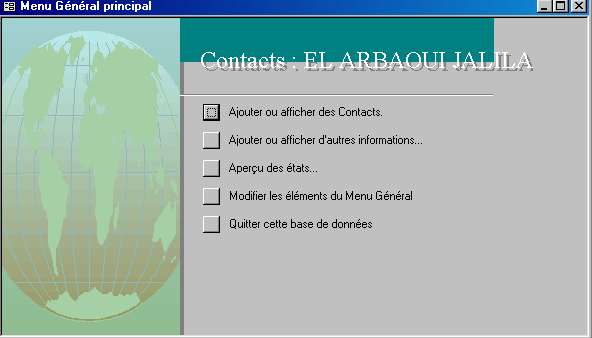 Menu Général principal
Contacts : EL ARBAOUI JALILA
Ajouter ou afficher des Contacts.
Ajouter ou afficher d'autres informations...
Aperçu des états...
Modifier les éléments du Menu Général
Quitter cette base de données